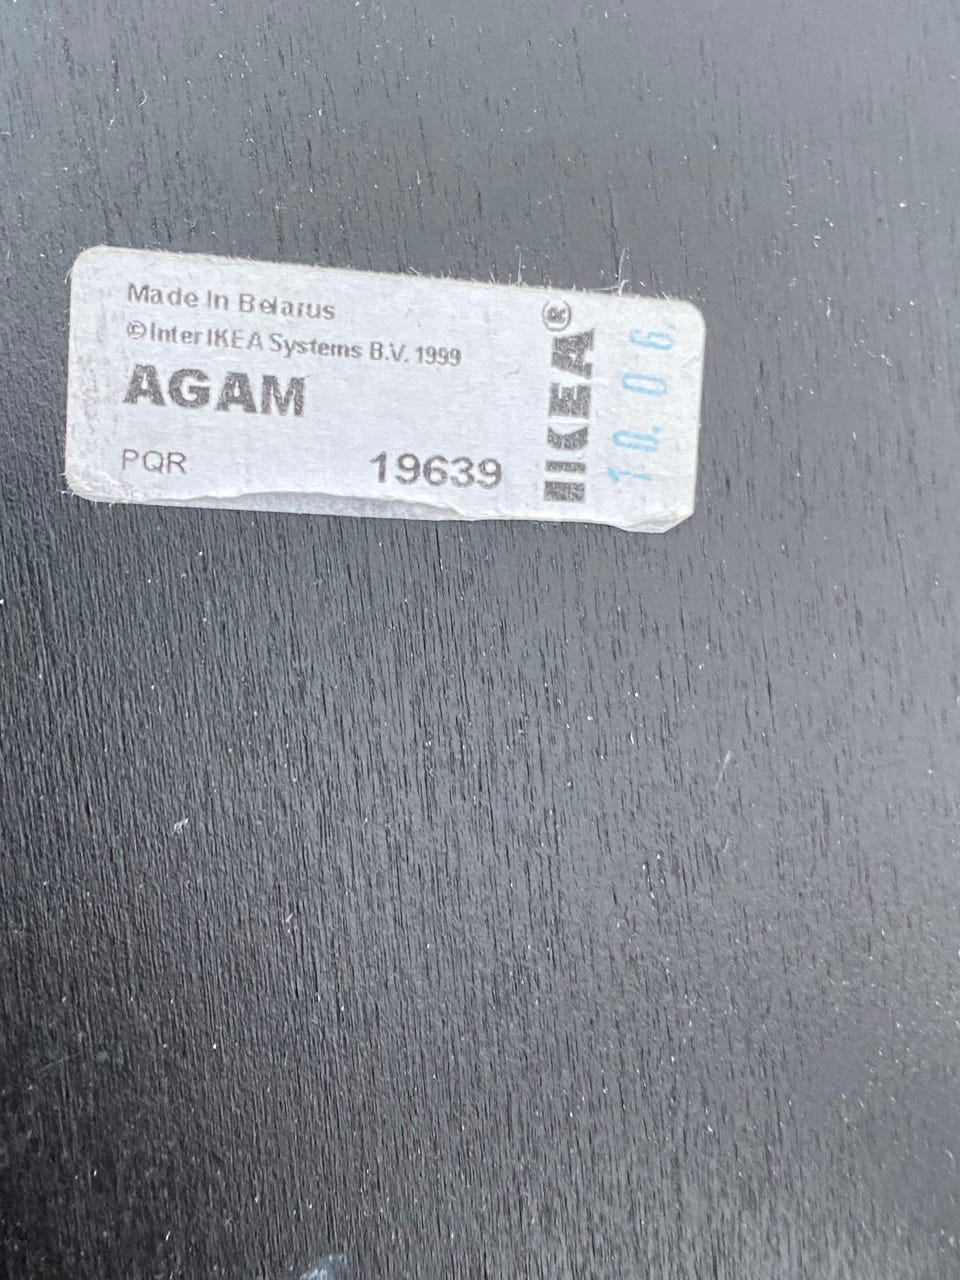 Made In Belarus
©Inter IKEA Systems B.V. 1999
AGAM
PQR 19639
IKEA®
10.06.